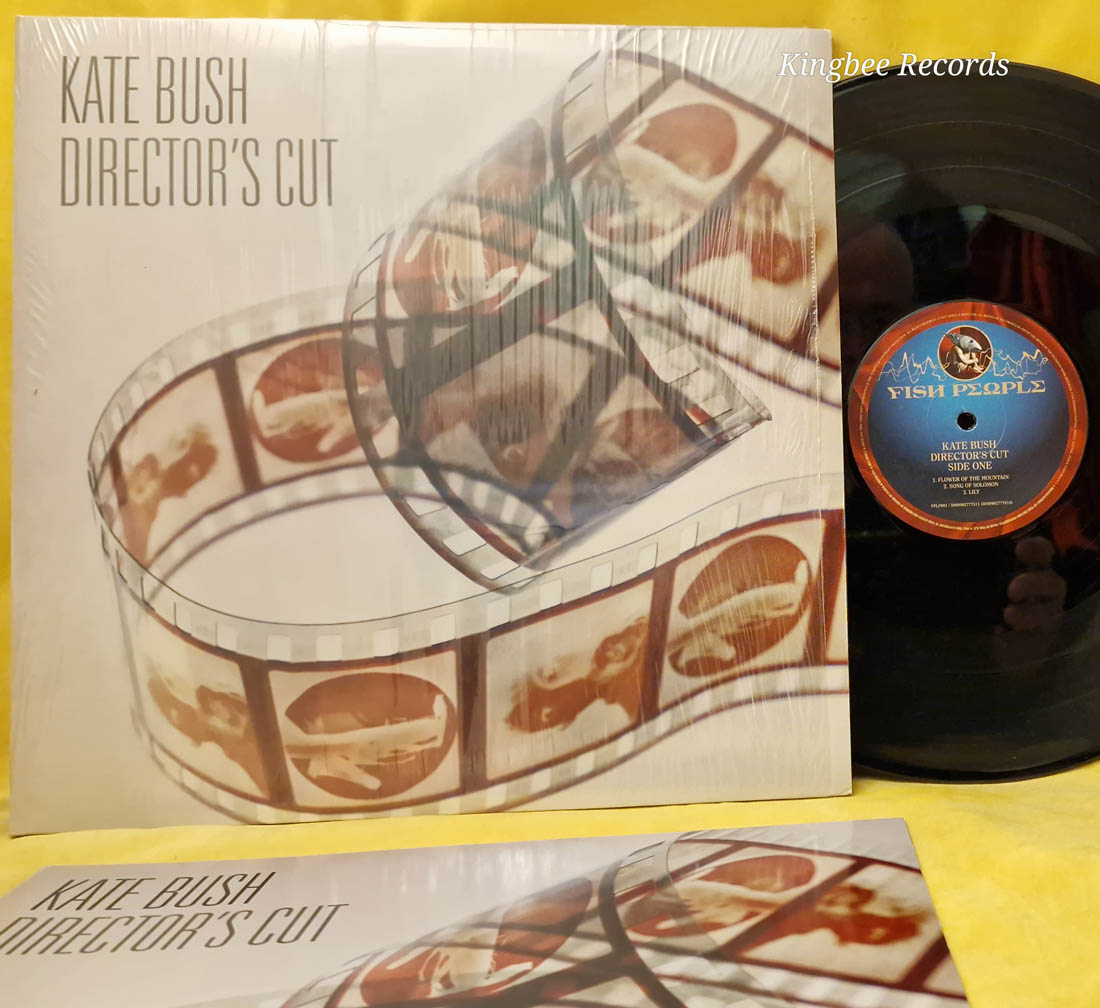 KATE BUSH
DIRECTOR'S CUT
Kingbee Records
FISH PEOPLE
KATE BUSH
DIRECTOR'S CUT
SIDE ONE
1. FLOWER OF THE MOUNTAIN
2. SONG OF SOLOMON
3. LILY
KATE BUSH
DIRECTOR'S CUT